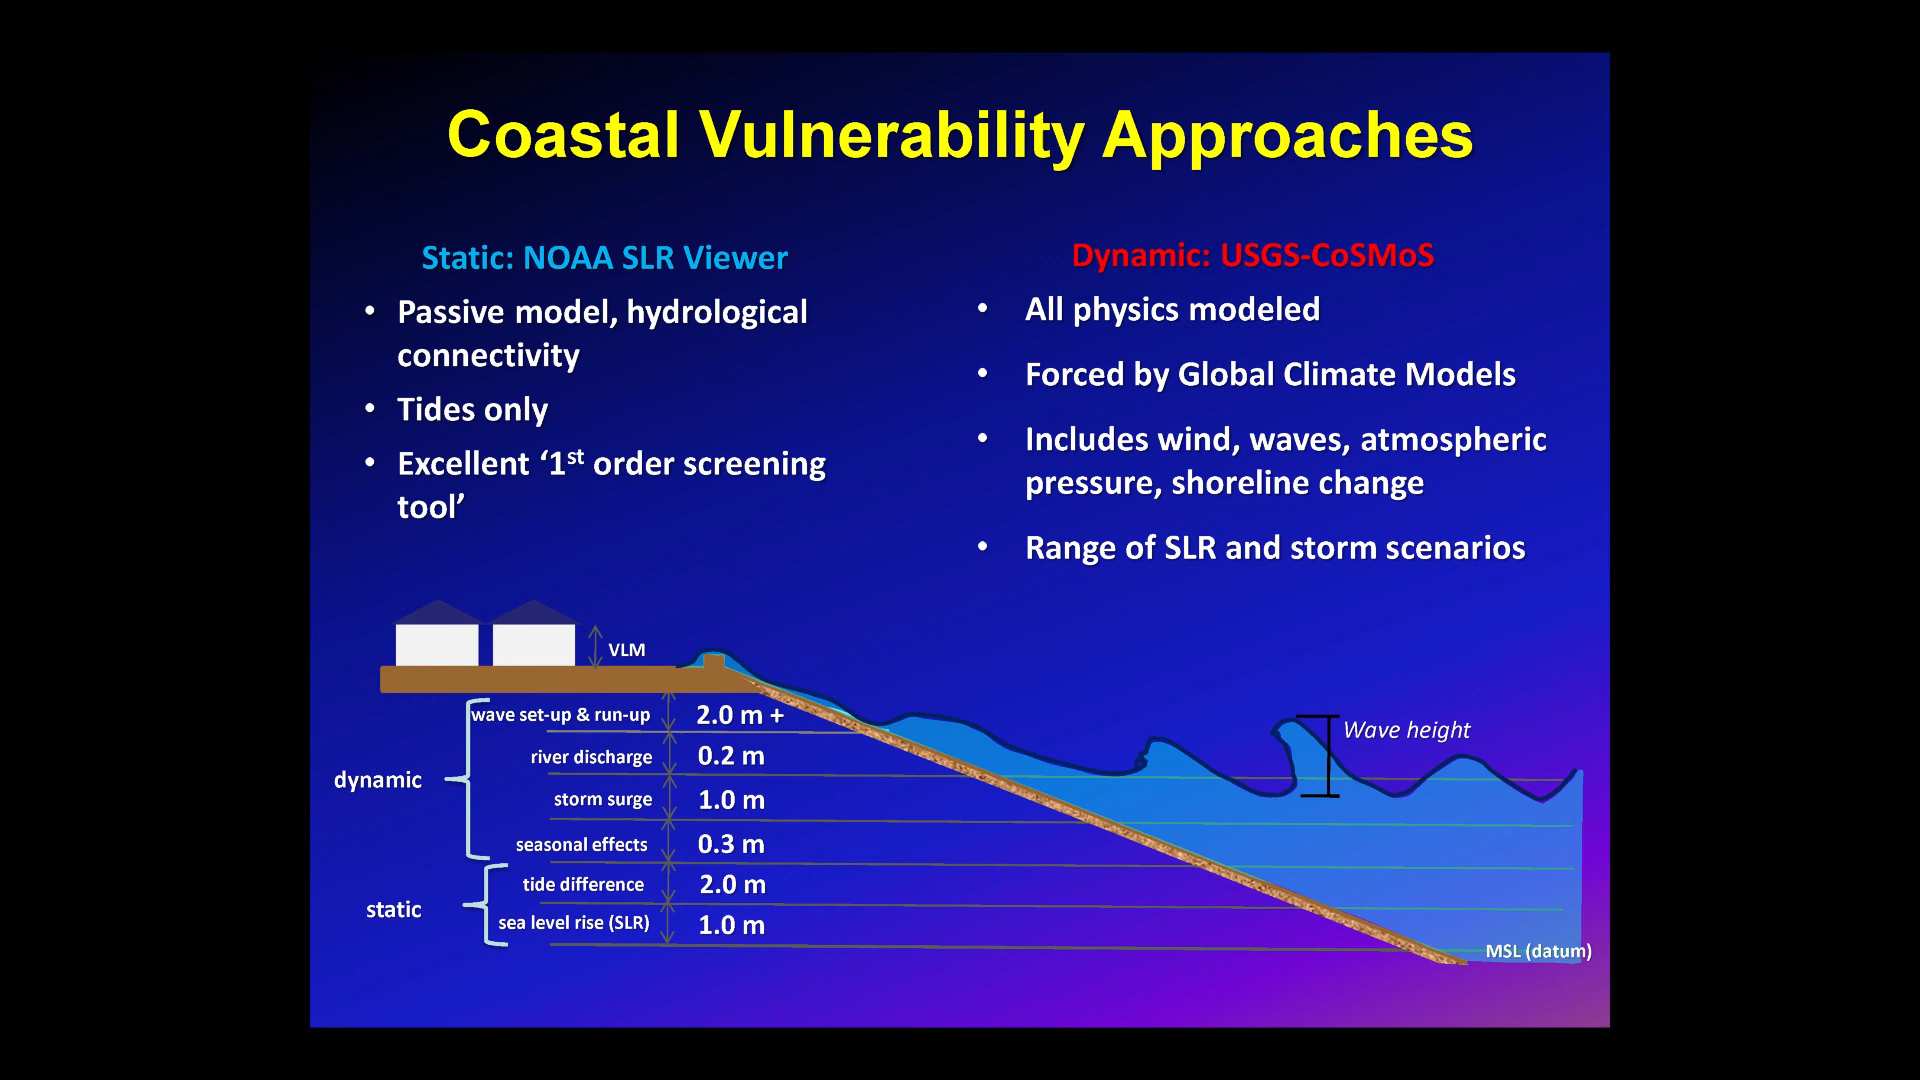 Coastal Vulnerability Approaches
Static: NOAA SLR Viewer
• Passive model, hydrological
connectivity
• Tides only
• Excellent ‘1st order screening
tool’
Dynamic: USGS-CoSMoS
• All physics modeled
• Forced by Global Climate Models
• Includes wind, waves, atmospheric
pressure, shoreline change
• Range of SLR and storm scenarios
VLM
wave set-up & run-up 2.0 m +
river discharge 0.2 m
storm surge 1.0 m
seasonal effects 0.3 m
tide difference 2.0 m
sea level rise (SLR) 1.0 m
dynamic
static
Wave height
MSL (datum)